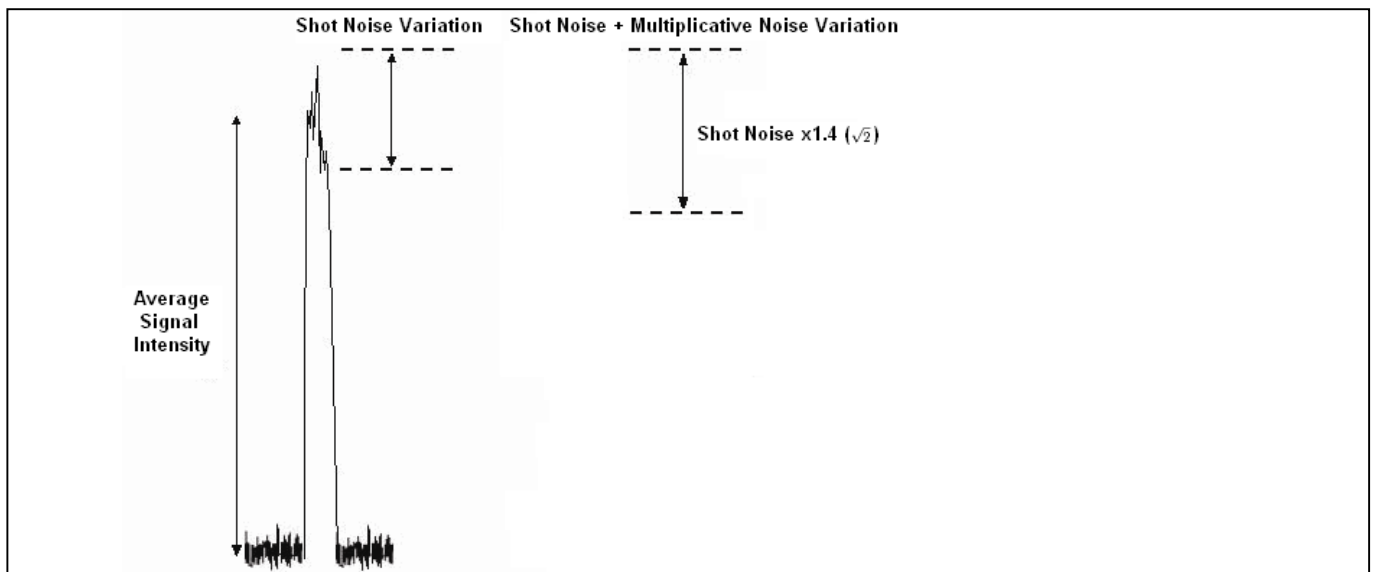 Shot Noise Variation
Shot Noise + Multiplicative Noise Variation
Shot Noise x1.4 (√2)
Average
Signal
Intensity